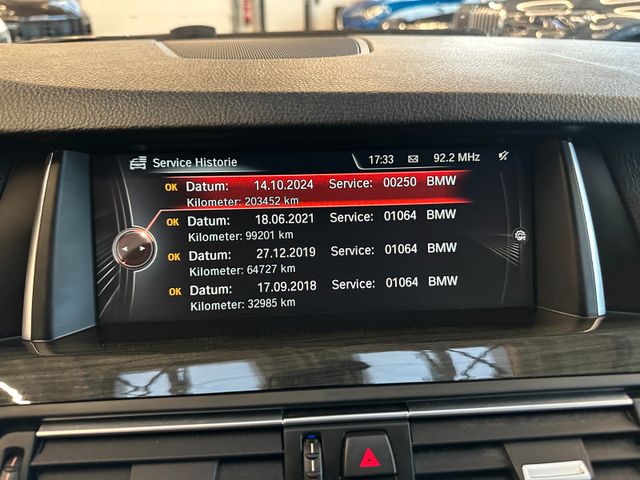 Service Historie 17:33 92.2 MHz
OK Datum: 14.10.2024 Service: 00250 BMW
Kilometer: 203452 km
OK Datum: 18.06.2021 Service: 01064 BMW
Kilometer: 99201 km
OK Datum: 27.12.2019 Service: 01064 BMW
Kilometer: 64727 km
OK Datum: 17.09.2018 Service: 01064 BMW
Kilometer: 32985 km